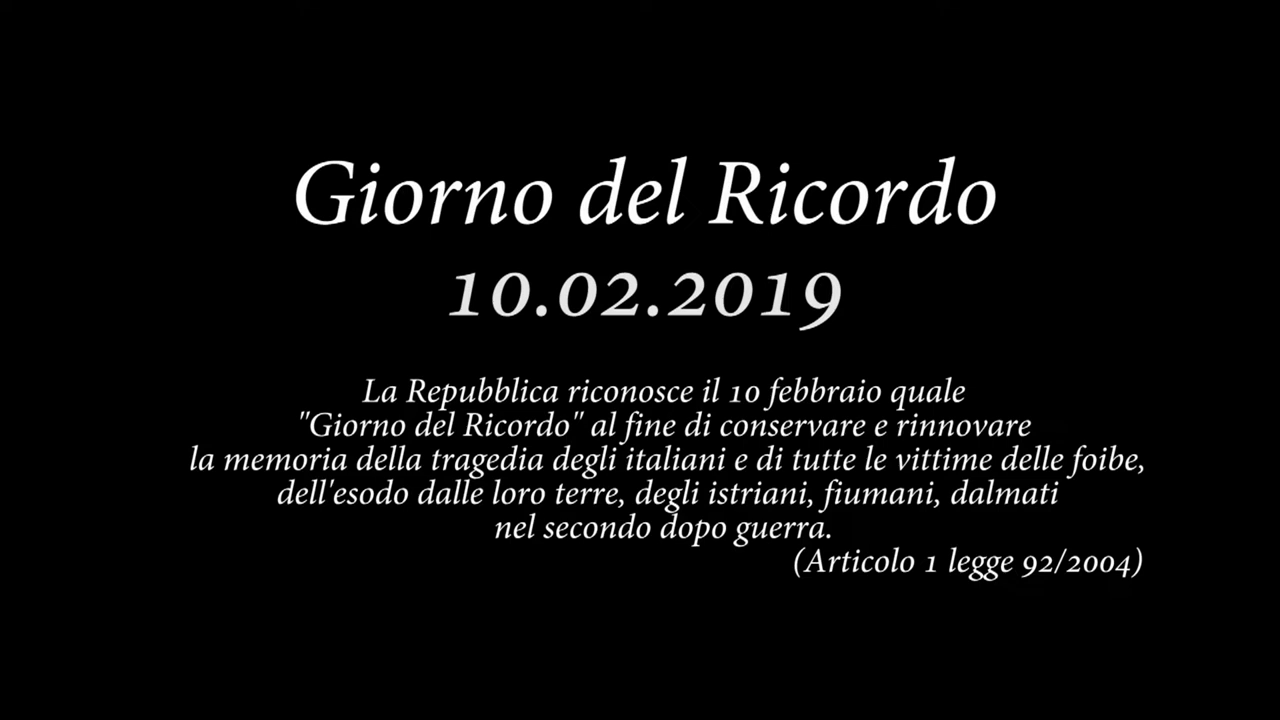 Giorno del Ricordo
10.02.2019
La Repubblica riconosce il 10 febbraio quale
"Giorno del Ricordo" al fine di conservare e rinnovare
la memoria della tragedia degli italiani e di tutte le vittime delle foibe,
dell'esodo dalle loro terre, degli istriani, fiumani, dalmati
nel secondo dopo guerra.
(Articolo 1 legge 92/2004)